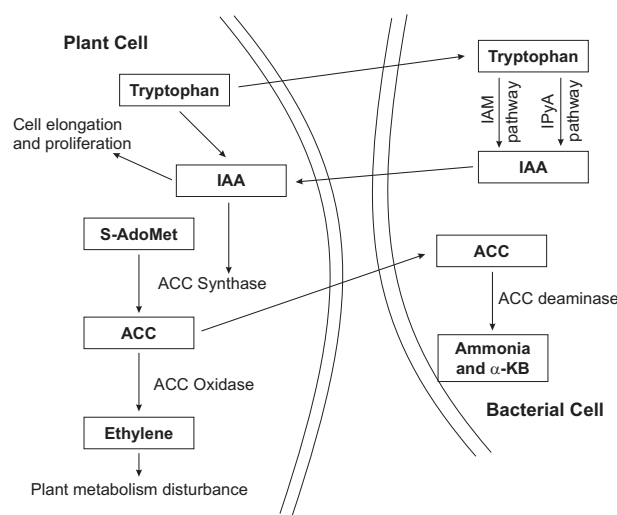 Plant Cell
Tryptophan
Cell elongation
and proliferation
IAA
S-AdoMet
ACC Synthase
ACC
ACC Oxidase
Ethylene
Plant metabolism disturbance
Tryptophan
IAM
pathway
IPyA
pathway
IAA
ACC
ACC deaminase
Ammonia
and α-KB
Bacterial Cell